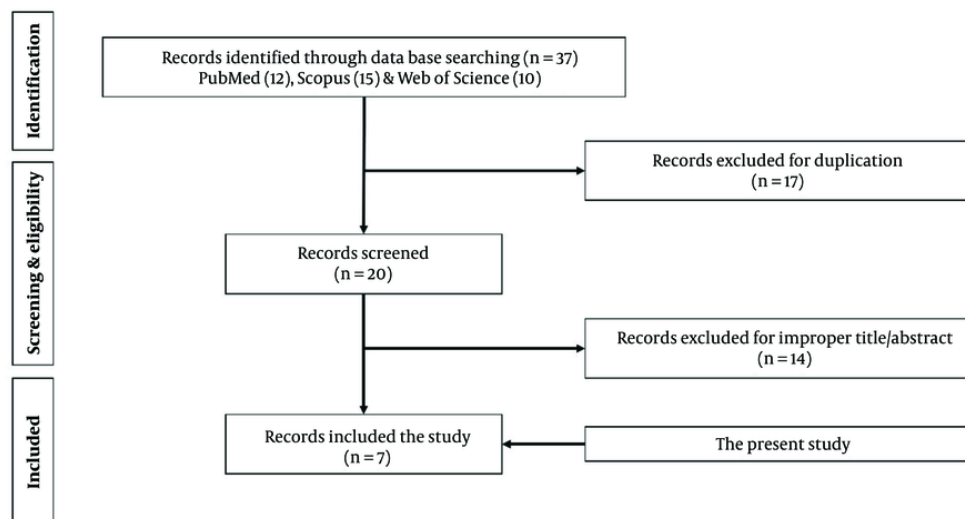 Identification
Records identified through data base searching (n = 37)
PubMed (12), Scopus (15) & Web of Science (10)
Records excluded for duplication
(n = 17)
Screening & eligibility
Records screened
(n = 20)
Records excluded for improper title/abstract
(n = 14)
Included
Records included the study
(n = 7)
The present study